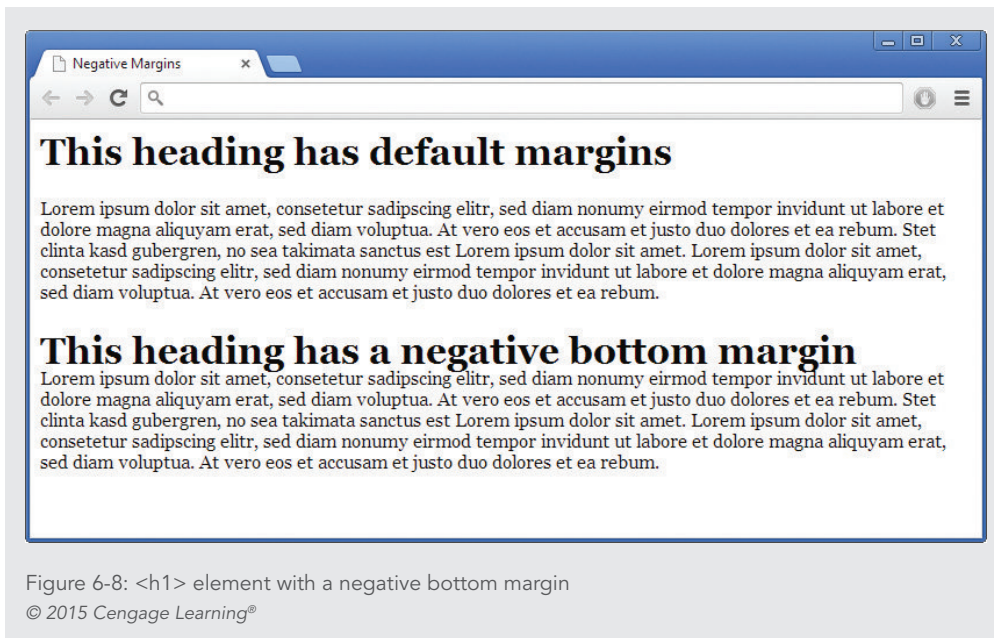 Negative Margins
This heading has default margins
Lorem ipsum dolor sit amet, consetetur sadipscing elitr, sed diam nonumy eirmod tempor invidunt ut labore et
dolore magna aliquyam erat, sed diam voluptua. At vero eos et accusam et justo duo dolores et ea rebum. Stet
clinta kasd gubergren, no sea takimata sanctus est Lorem ipsum dolor sit amet. Lorem ipsum dolor sit amet,
consetetur sadipscing elitr, sed diam nonumy eirmod tempor invidunt ut labore et dolore magna aliquyam erat,
sed diam voluptua. At vero eos et accusam et justo duo dolores et ea rebum.
This heading has a negative bottom margin
Lorem ipsum dolor sit amet, consetetur sadipscing elitr, sed diam nonumy eirmod tempor invidunt ut labore et
dolore magna aliquyam erat, sed diam voluptua. At vero eos et accusam et justo duo dolores et ea rebum. Stet
clinta kasd gubergren, no sea takimata sanctus est Lorem ipsum dolor sit amet. Lorem ipsum dolor sit amet,
consetetur sadipscing elitr, sed diam nonumy eirmod tempor invidunt ut labore et dolore magna aliquyam erat,
sed diam voluptua. At vero eos et accusam et justo duo dolores et ea rebum.
Figure 6-8: <h1> element with a negative bottom margin
© 2015 Cengage Learning®